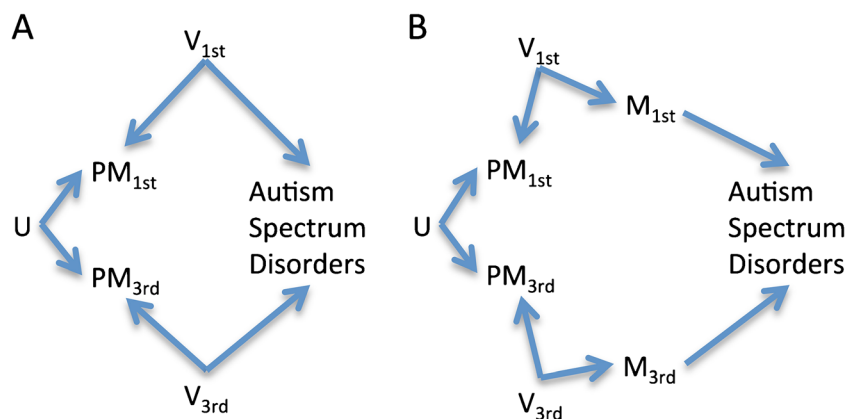 A
V1st
PM1st
U
Autism
Spectrum
Disorders
PM3rd
V3rd
B
V1st
M1st
PM1st
U
Autism
Spectrum
Disorders
PM3rd
M3rd
V3rd